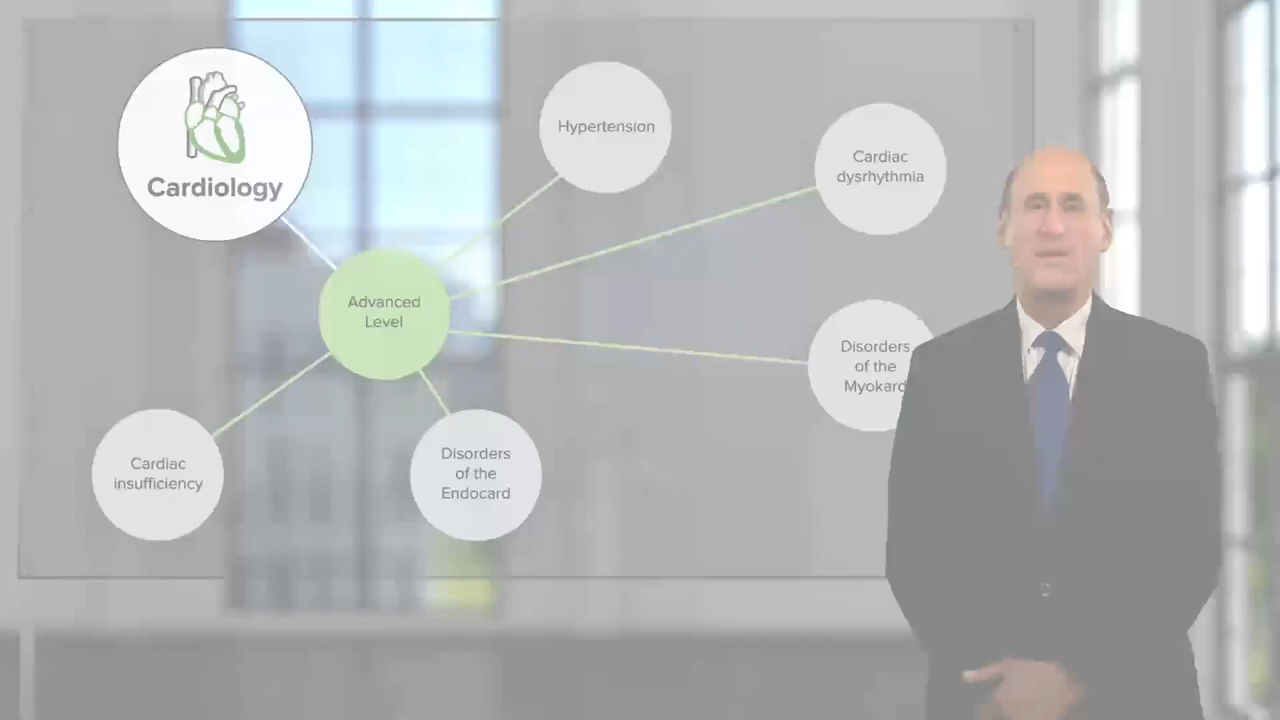 Cardiology
Hypertension
Cardiac
dysrhythmia
Advanced
Level
Disorders
of the
Myokard
Cardiac
insufficiency
Disorders
of the
Endocard